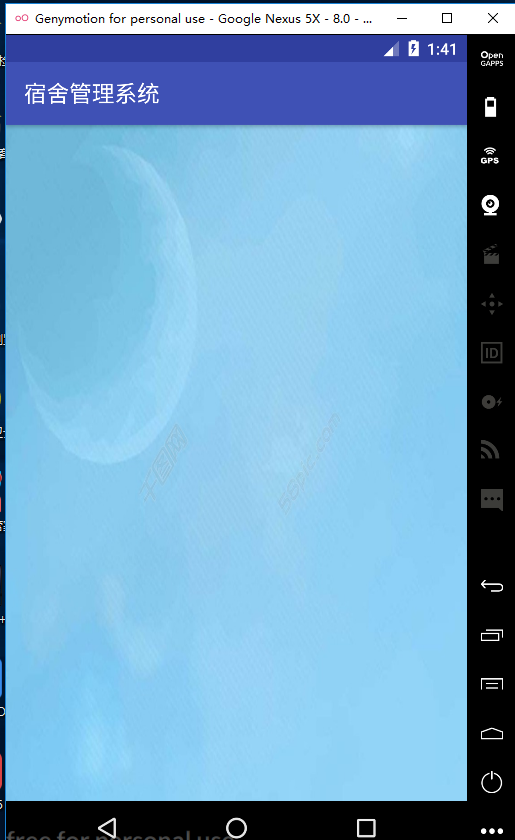 Genymotion for personal use - Google Nexus 5X - 8.0 - ...
1:41
宿舍管理系统
Open
GAPPS
GPS
ID
free for personal use